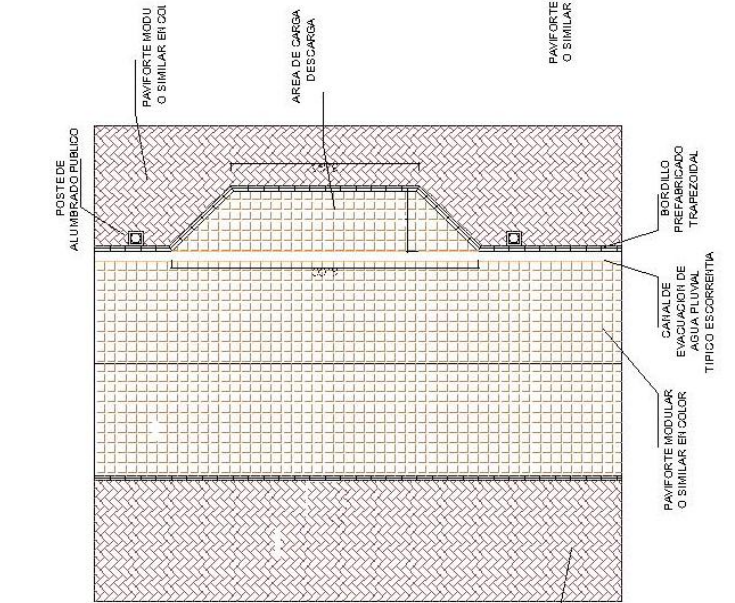 PAVIFORTE MODU
O SIMILAR EN COL
AREA DE CARGA
DESCARGA
PAVIFORTE
O SIMILAR
POSTE DE
ALUMBRADO PUBLICO
BORDILLO
PREFABRICADO
TRAPEZOIDAL
CANAL DE
EVACUACION DE
AGUA PLUVIAL
TIPICO ESCORRENTIA
PAVIFORTE MODULAR
O SIMILAR EN COLOR